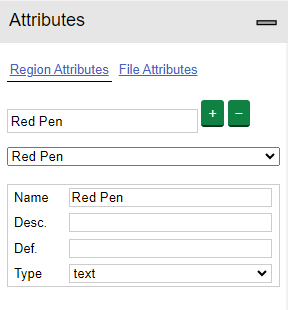 Attributes
Region Attributes File Attributes
Red Pen + −
Red Pen
Name Red Pen
Desc.
Def.
Type text